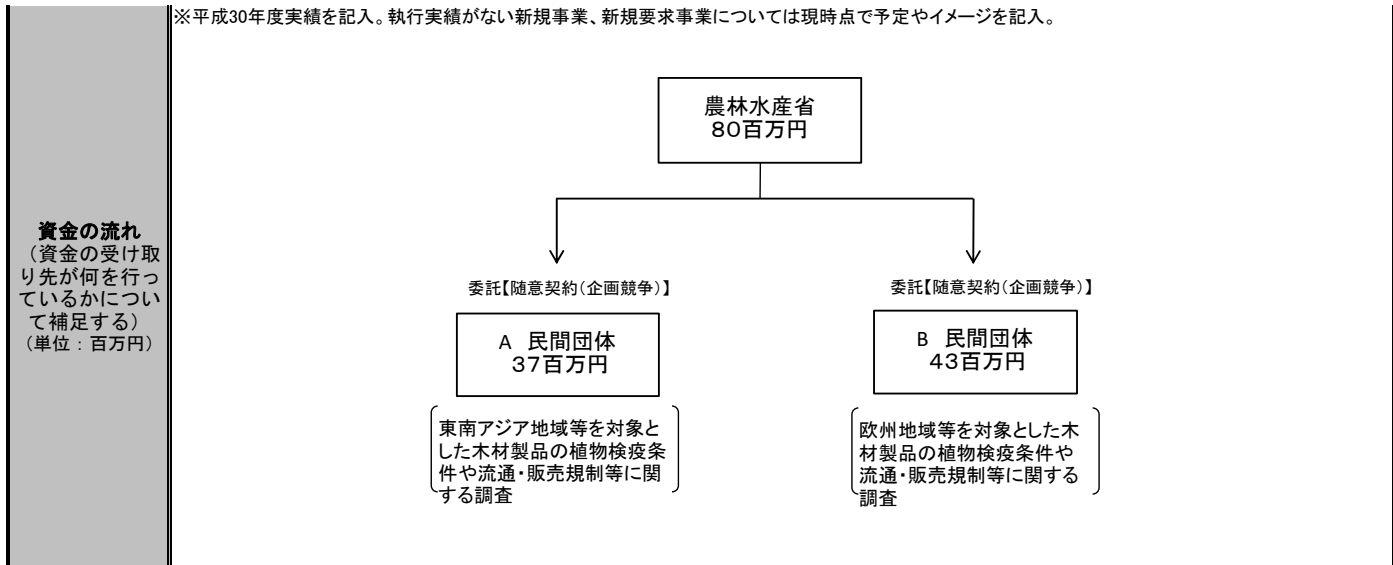 ※平成30年度実績を記入。執行実績がない新規事業、新規要求事業については現時点で予定やイメージを記入。
資金の流れ
（資金の受け取
り先が何を行っ
ているかについ
て補足する）
（単位：百万円）
農林水産省
８０百万円
委託【随意契約（企画競争）】
A　民間団体
３７百万円
東南アジア地域等を対象と
した木材製品の植物検疫条
件や流通・販売規制等に関
する調査
委託【随意契約（企画競争）】
B　民間団体
４３百万円
欧州地域等を対象とした木
材製品の植物検疫条件や
流通・販売規制等に関する
調査